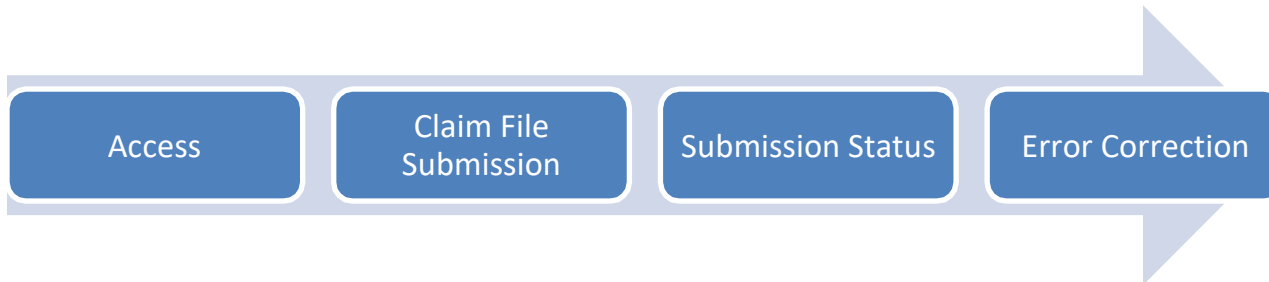 Access
Claim File
Submission
Submission Status
Error Correction